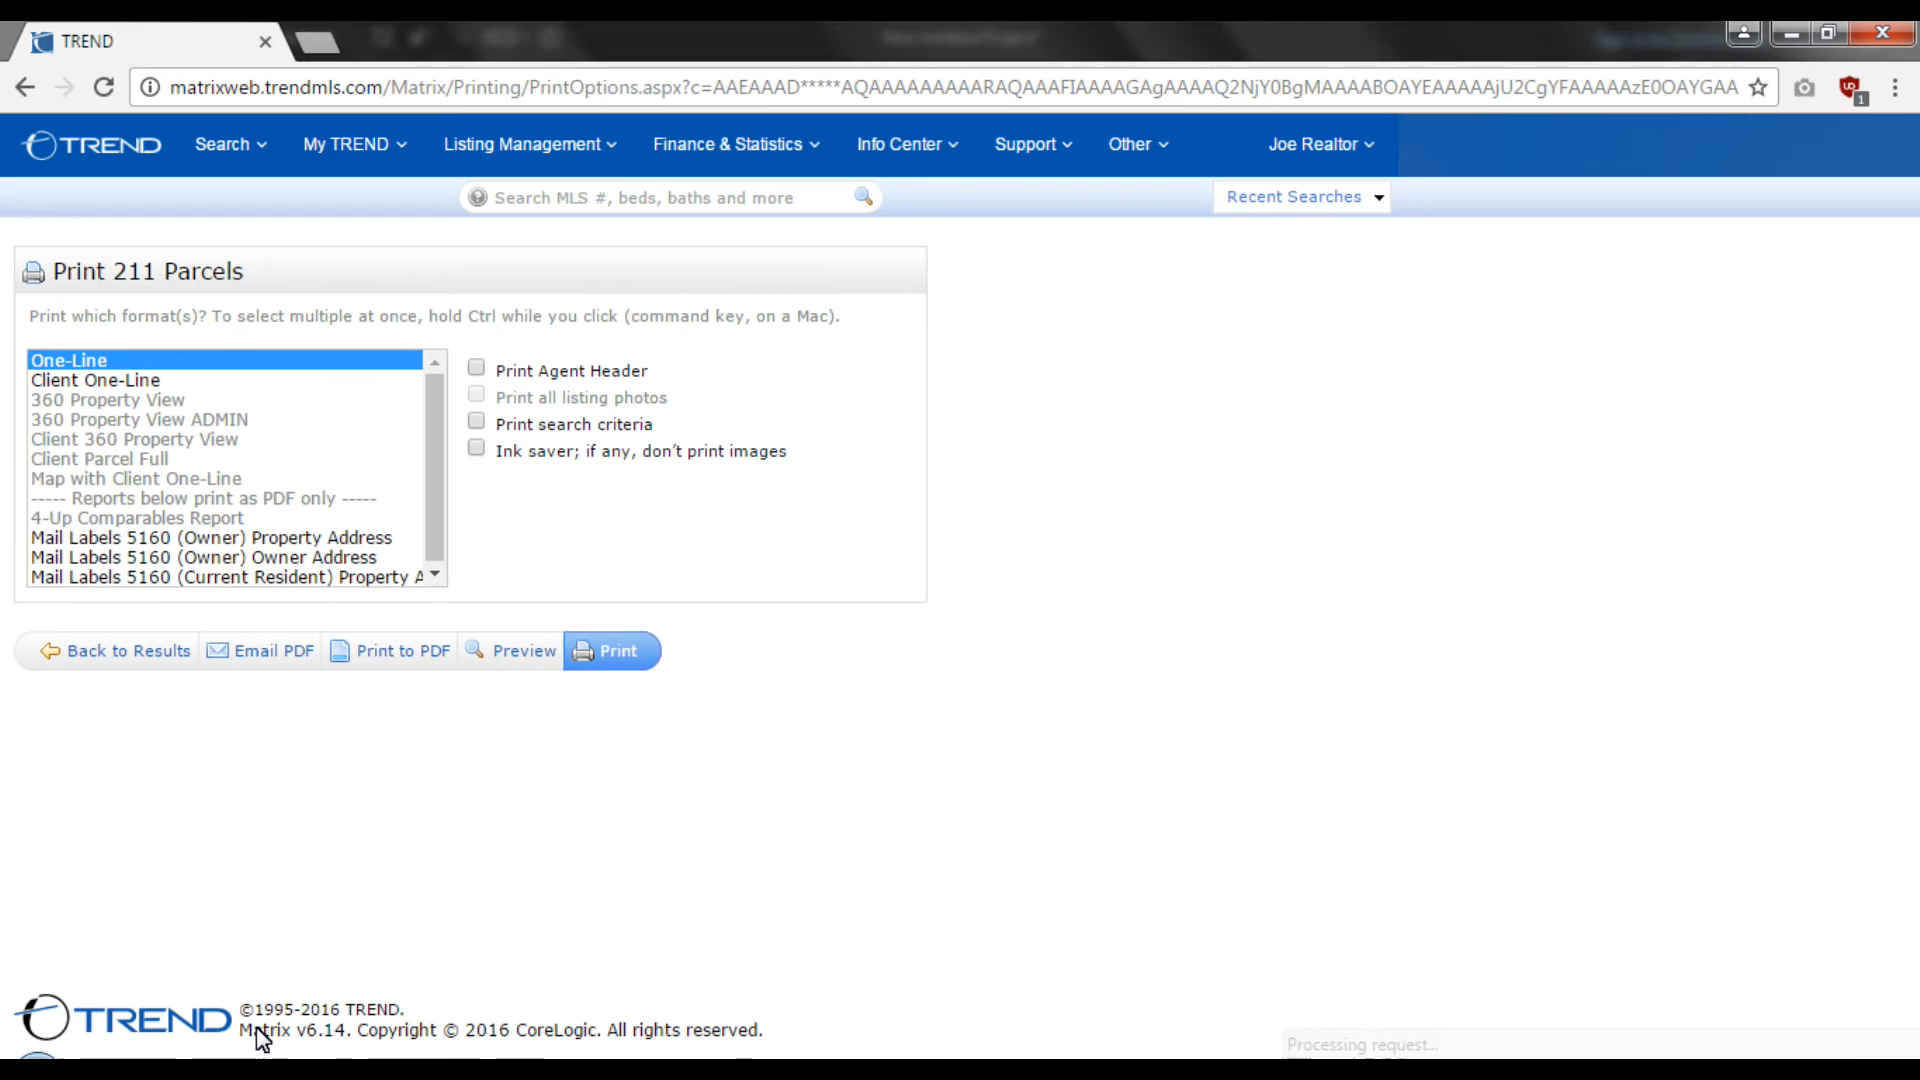 TREND
matrixweb.trendmls.com/Matrix/Printing/PrintOptions.aspx?c=AAEAAAD*****AQAAAAAAAAARAQAAAFIAAAAGAgAAAAQ2NjY0BgMAAAABOAYEAAAAAjU2CgYFAAAAAzE0OAYGAA
1
TREND Search My TREND Listing Management Finance & Statistics Info Center Support Other Joe Realtor
Search MLS #, beds, baths and more Recent Searches
Print 211 Parcels
Print which format(s)? To select multiple at once, hold Ctrl while you click (command key, on a Mac).
One-Line
Client One-Line
360 Property View
360 Property View ADMIN
Client 360 Property View
Client Parcel Full
Map with Client One-Line
----- Reports below print as PDF only -----
4-Up Comparables Report
Mail Labels 5160 (Owner) Property Address
Mail Labels 5160 (Owner) Owner Address
Mail Labels 5160 (Current Resident) Property A
Print Agent Header
Print all listing photos
Print search criteria
Ink saver; if any, don't print images
Back to Results Email PDF Print to PDF Preview Print
TREND
©1995-2016 TREND.
Matrix v6.14. Copyright © 2016 CoreLogic. All rights reserved.
Processing request...